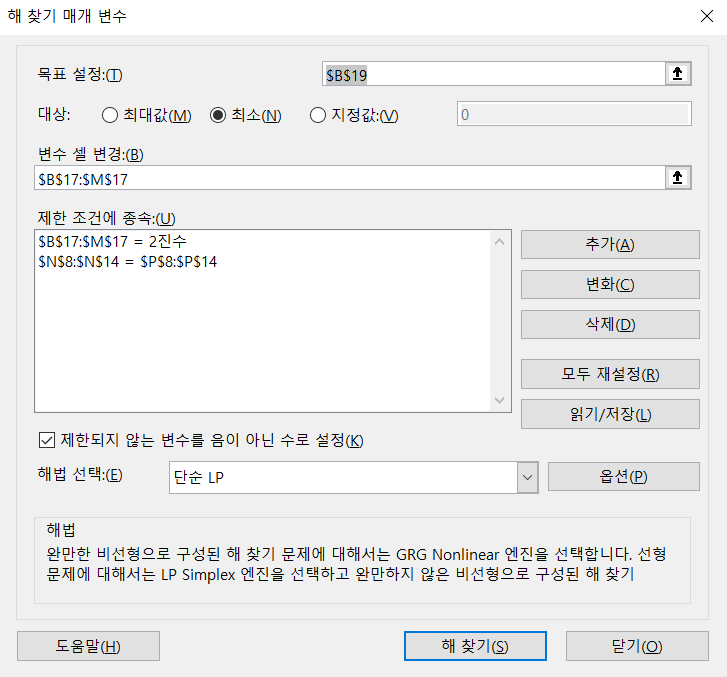 해 찾기 매개 변수
목표 설정:(T)
$B$19
대상:
최대값(M)
최소(N)
지정값:(V)
0
변수 셀 변경:(B)
$B$17:$M$17
제한 조건에 종속:(U)
$B$17:$M$17 = 2진수
$N$8:$N$14 = $P$8:$P$14
추가(A)
변화(C)
삭제(D)
모두 재설정(R)
읽기/저장(L)
제한되지 않는 변수를 음이 아닌 수로 설정(K)
해법 선택:(E)
단순 LP
옵션(P)
해법
완만한 비선형으로 구성된 해 찾기 문제에 대해서는 GRG Nonlinear 엔진을 선택합니다. 선형
문제에 대해서는 LP Simplex 엔진을 선택하고 완만하지 않은 비선형으로 구성된 해 찾기
도움말(H)
해 찾기(S)
닫기(O)